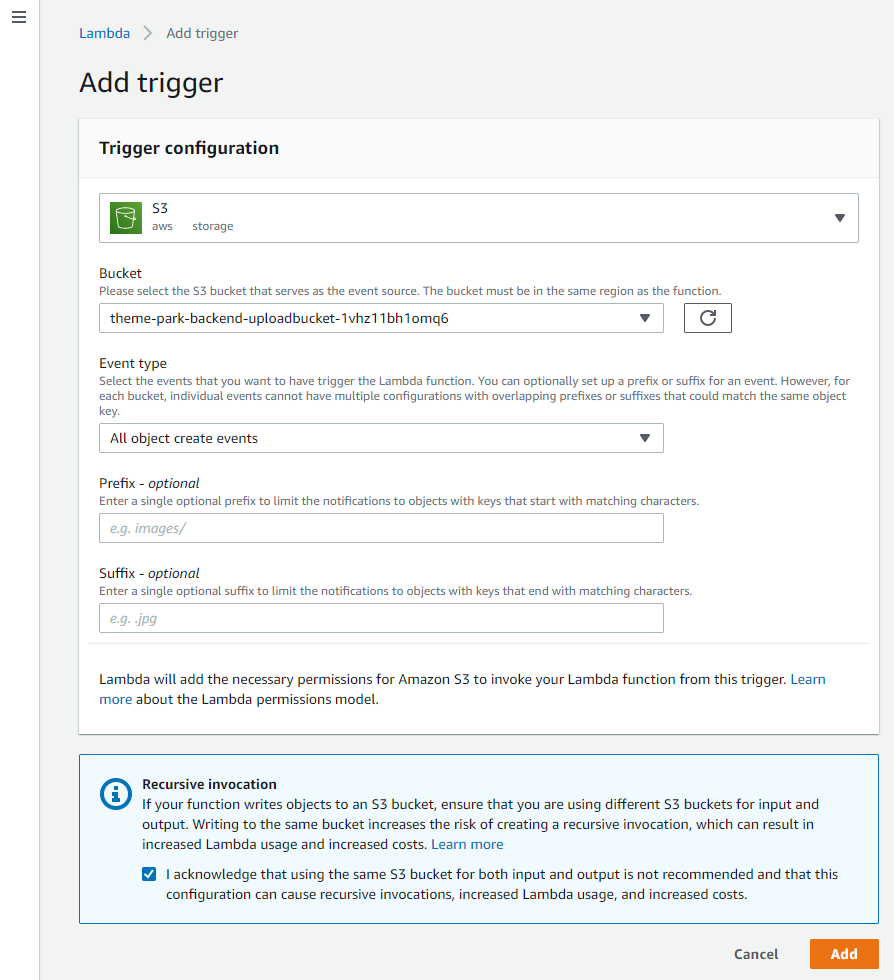 Lambda > Add trigger
Add trigger
Trigger configuration
S3
aws storage
Bucket
Please select the S3 bucket that serves as the event source. The bucket must be in the same region as the function.
theme-park-backend-uploadbucket-1vhz11bh1omq6
Event type
Select the events that you want to have trigger the Lambda function. You can optionally set up a prefix or suffix for an event. However, for
each bucket, individual events cannot have multiple configurations with overlapping prefixes or suffixes that could match the same object
key.
All object create events
Prefix - optional
Enter a single optional prefix to limit the notifications to objects with keys that start with matching characters.
e.g. images/
Suffix - optional
Enter a single optional suffix to limit the notifications to objects with keys that end with matching characters.
e.g. .jpg
Lambda will add the necessary permissions for Amazon S3 to invoke your Lambda function from this trigger. Learn
more about the Lambda permissions model.
Recursive invocation
If your function writes objects to an S3 bucket, ensure that you are using different S3 buckets for input and
output. Writing to the same bucket increases the risk of creating a recursive invocation, which can result in
increased Lambda usage and increased costs. Learn more
I acknowledge that using the same S3 bucket for both input and output is not recommended and that this
configuration can cause recursive invocations, increased Lambda usage, and increased costs.
Cancel Add